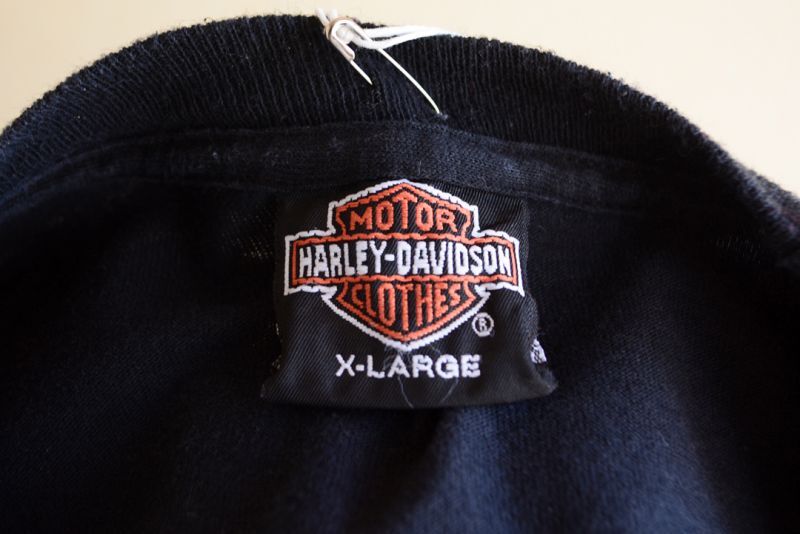 MOTOR
HARLEY-DAVIDSON
CLOTHES
®
X-LARGE